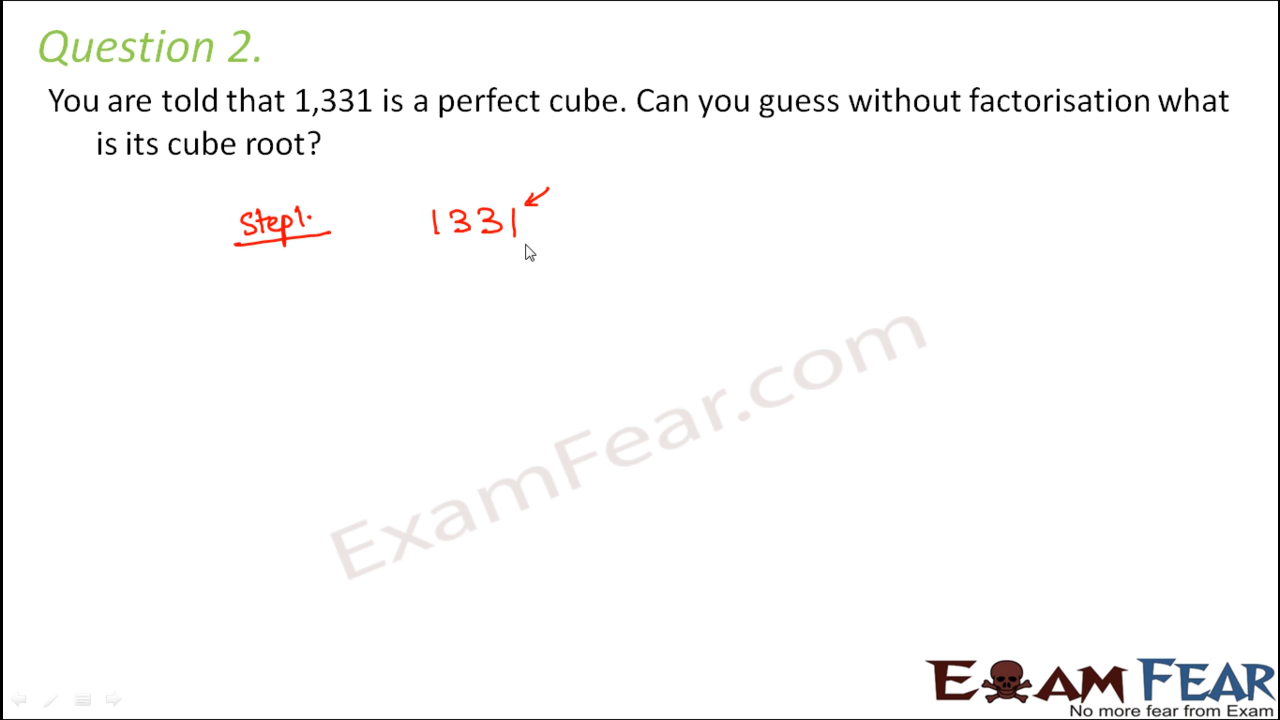 Question 2.
You are told that 1,331 is a perfect cube. Can you guess without factorisation what
is its cube root?
Step1. 1331
ExamFear.com
EXAM FEAR
No more fear from Exam